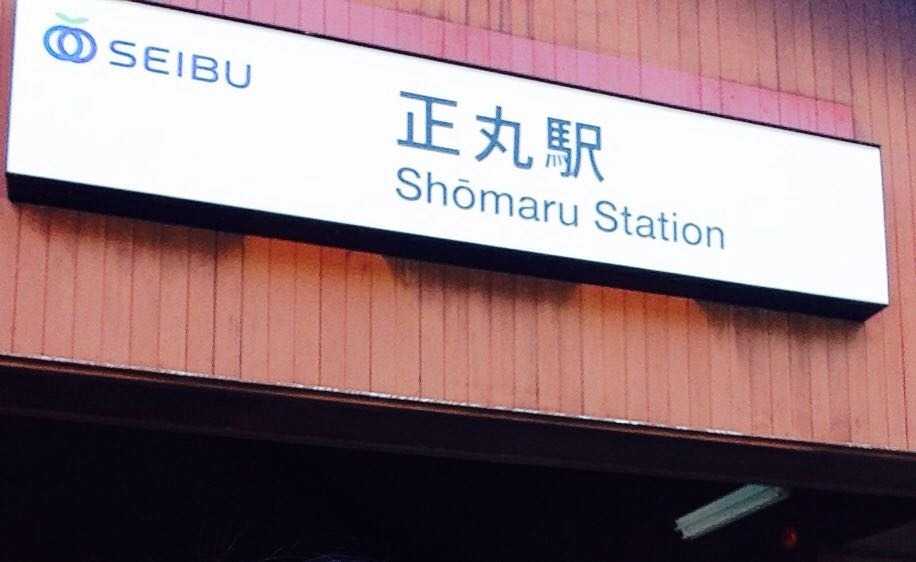 SEIBU
正丸駅
Shōmaru Station